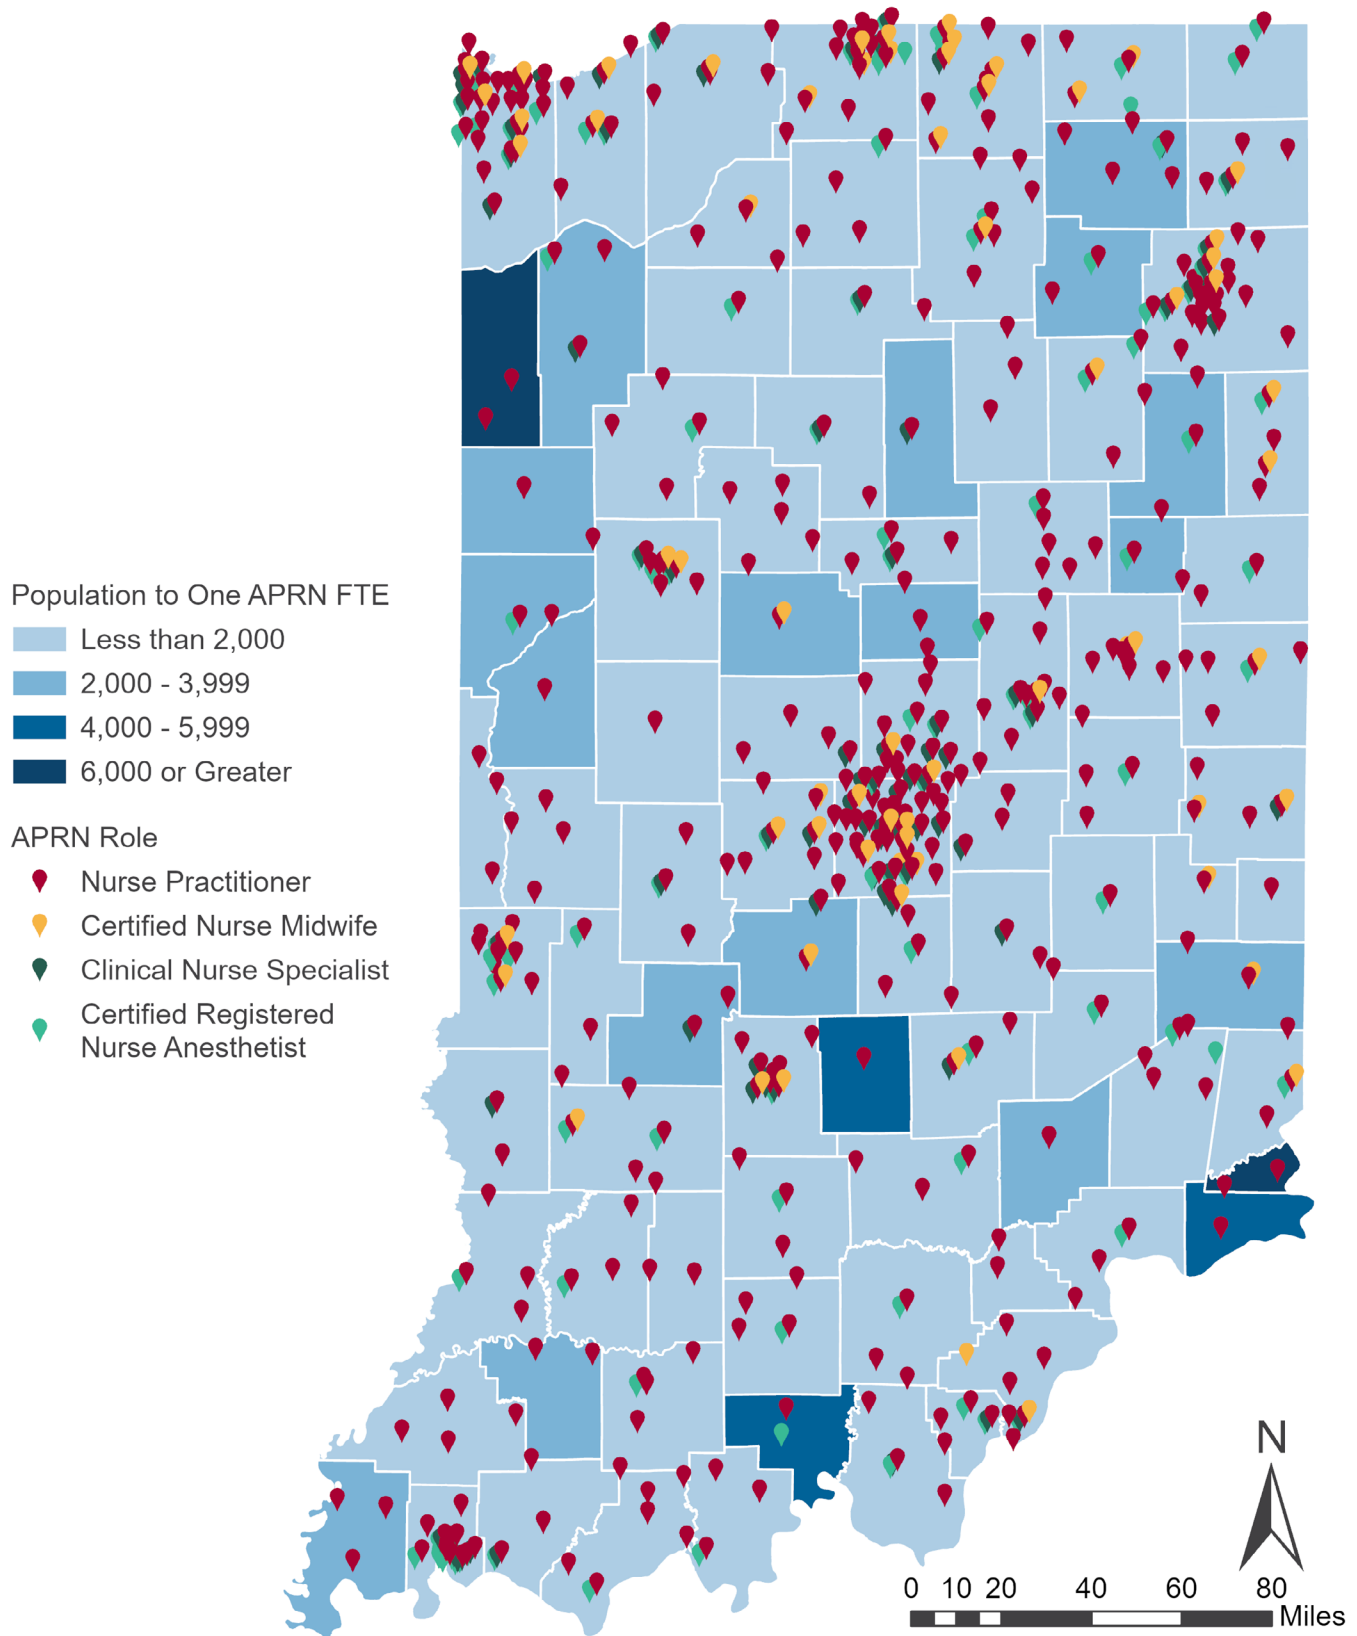 Population to One APRN FTE
Less than 2,000
2,000 - 3,999
4,000 - 5,999
6,000 or Greater
APRN Role
Nurse Practitioner
Certified Nurse Midwife
Clinical Nurse Specialist
Certified Registered
Nurse Anesthetist
N
0 10 20 40 60 80
Miles